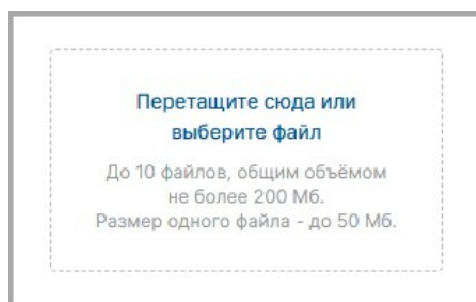 Перетащите сюда или
выберите файл
До 10 файлов, общим объёмом
не более 200 Мб.
Размер одного файла - до 50 Мб.